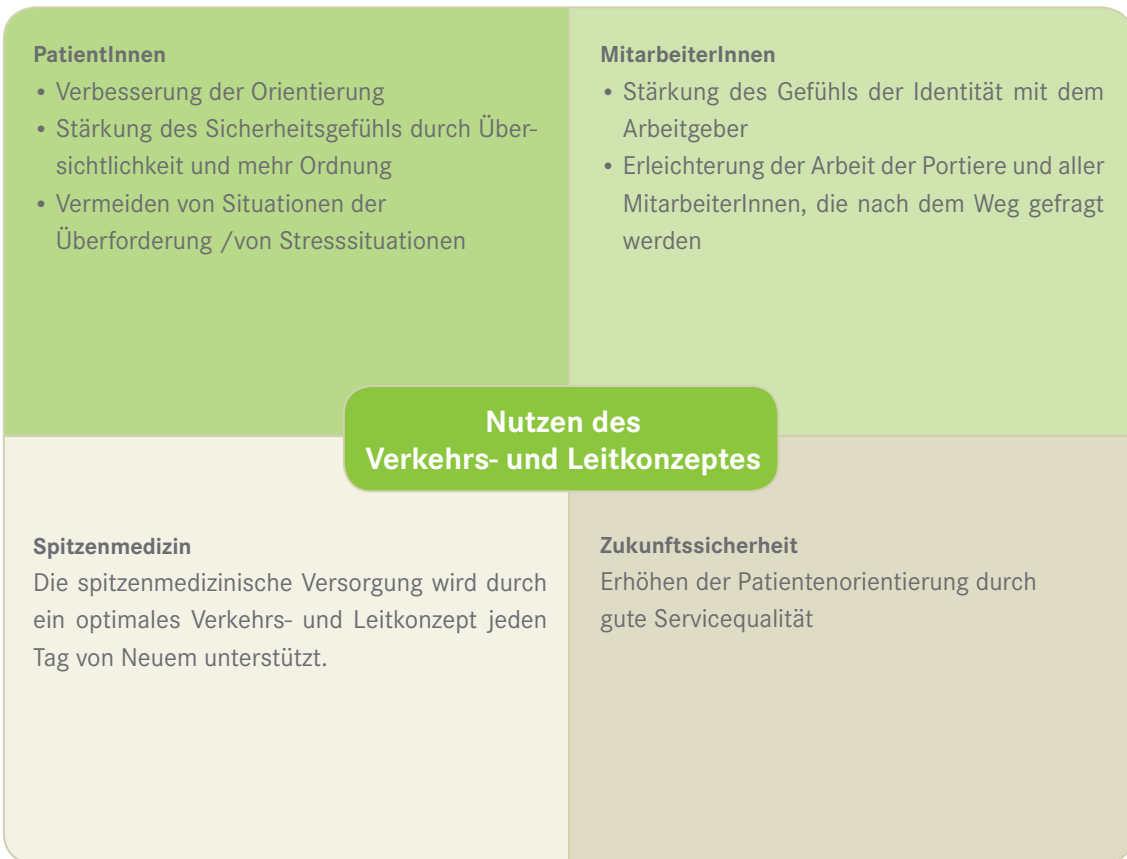 PatientInnen
• Verbesserung der Orientierung
• Stärkung des Sicherheitsgefühls durch Über-
sichtlichkeit und mehr Ordnung
• Vermeiden von Situationen der
Überforderung /von Stresssituationen
MitarbeiterInnen
• Stärkung des Gefühls der Identität mit dem
Arbeitgeber
• Erleichterung der Arbeit der Portiere und aller
MitarbeiterInnen, die nach dem Weg gefragt
werden
Nutzen des
Verkehrs- und Leitkonzeptes
Spitzenmedizin
Die spitzenmedizinische Versorgung wird durch
ein optimales Verkehrs- und Leitkonzept jeden
Tag von Neuem unterstützt.
Zukunftssicherheit
Erhöhen der Patientenorientierung durch
gute Servicequalität